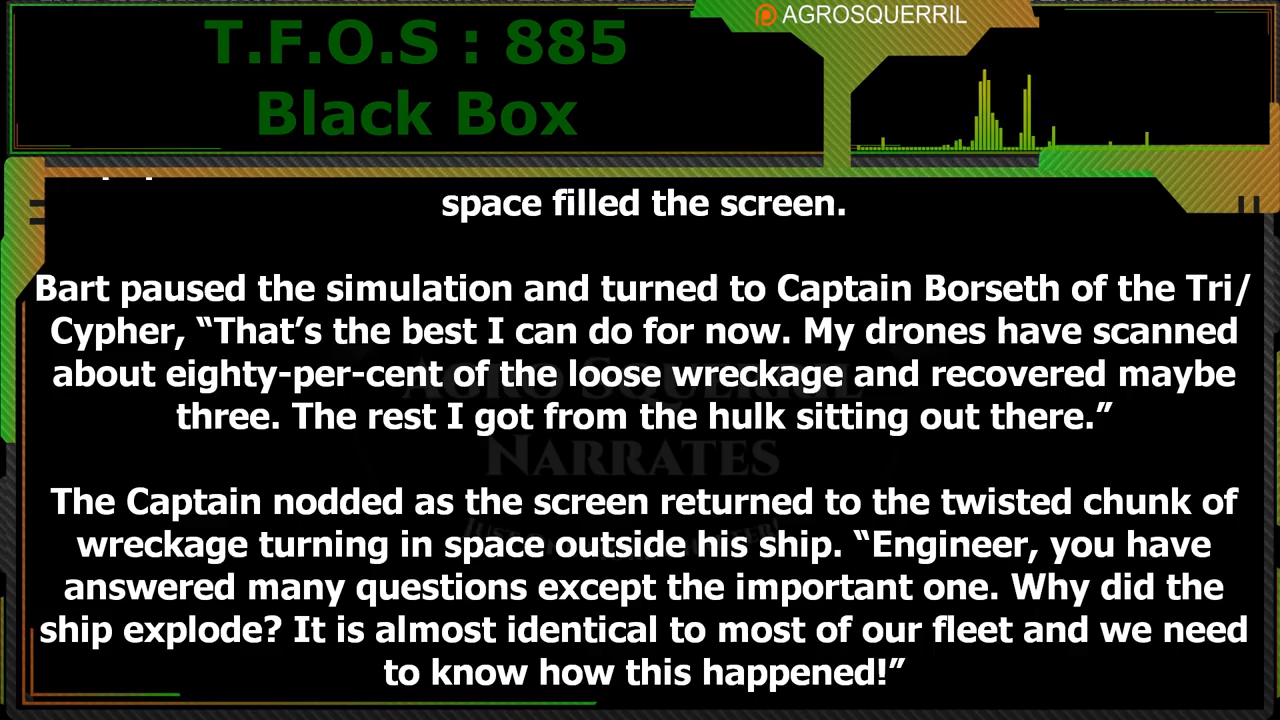 AGROSQUERRIL
T.F.O.S : 885
Black Box
space filled the screen.
Bart paused the simulation and turned to Captain Borseth of the Tri/
Cypher, “That’s the best I can do for now. My drones have scanned
about eighty-per-cent of the loose wreckage and recovered maybe
three. The rest I got from the hulk sitting out there.”
The Captain nodded as the screen returned to the twisted chunk of
wreckage turning in space outside his ship. “Engineer, you have
answered many questions except the important one. Why did the
ship explode? It is almost identical to most of our fleet and we need
to know how this happened!”
Agro Squerril
Narrates